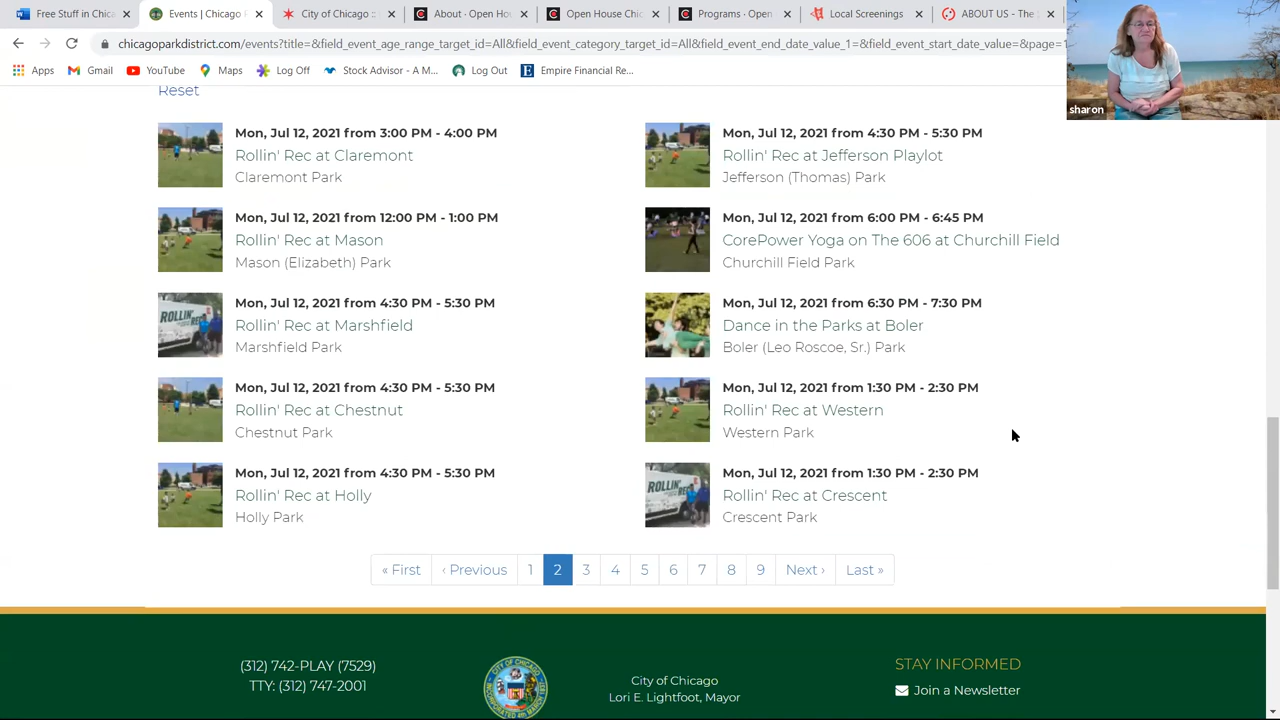 Free Stuff in Chica
Events | Chicago P
City of Chicago
About - Open Ho
Open House Chic
Programs - Open
Local Screenings
ABOUT US - The
chicagoparkdistrict.com/events?title=&field_event_age_range_target_id=All&field_event_category_target_id=All&field_event_end_date_value_1=&field_event_start_date_value=&page=1
Apps
Gmail
YouTube
Maps
Log Off
Stock Advisor - A M...
Log Out
Empire Financial Re...
sharon
Reset
Mon, Jul 12, 2021 from 3:00 PM - 4:00 PM
Rollin' Rec at Claremont
Claremont Park
Mon, Jul 12, 2021 from 4:30 PM - 5:30 PM
Rollin' Rec at Jefferson Playlot
Jefferson (Thomas) Park
Mon, Jul 12, 2021 from 12:00 PM - 1:00 PM
Rollin' Rec at Mason
Mason (Elizabeth) Park
Mon, Jul 12, 2021 from 6:00 PM - 6:45 PM
CorePower Yoga on The 606 at Churchill Field
Churchill Field Park
ROLLIN'
Mon, Jul 12, 2021 from 4:30 PM - 5:30 PM
Rollin' Rec at Marshfield
Marshfield Park
Mon, Jul 12, 2021 from 6:30 PM - 7:30 PM
Dance in the Parks at Boler
Boler (Leo Roscoe, Sr.) Park
Mon, Jul 12, 2021 from 4:30 PM - 5:30 PM
Rollin' Rec at Chestnut
Chestnut Park
Mon, Jul 12, 2021 from 1:30 PM - 2:30 PM
Rollin' Rec at Western
Western Park
Mon, Jul 12, 2021 from 4:30 PM - 5:30 PM
Rollin' Rec at Holly
Holly Park
ROLLIN'
Mon, Jul 12, 2021 from 1:30 PM - 2:30 PM
Rollin' Rec at Crescent
Crescent Park
« First ‹ Previous 1 2 3 4 5 6 7 8 9 Next › Last »
(312) 742-PLAY (7529)
TTY: (312) 747-2001
City of Chicago
Lori E. Lightfoot, Mayor
STAY INFORMED
Join a Newsletter